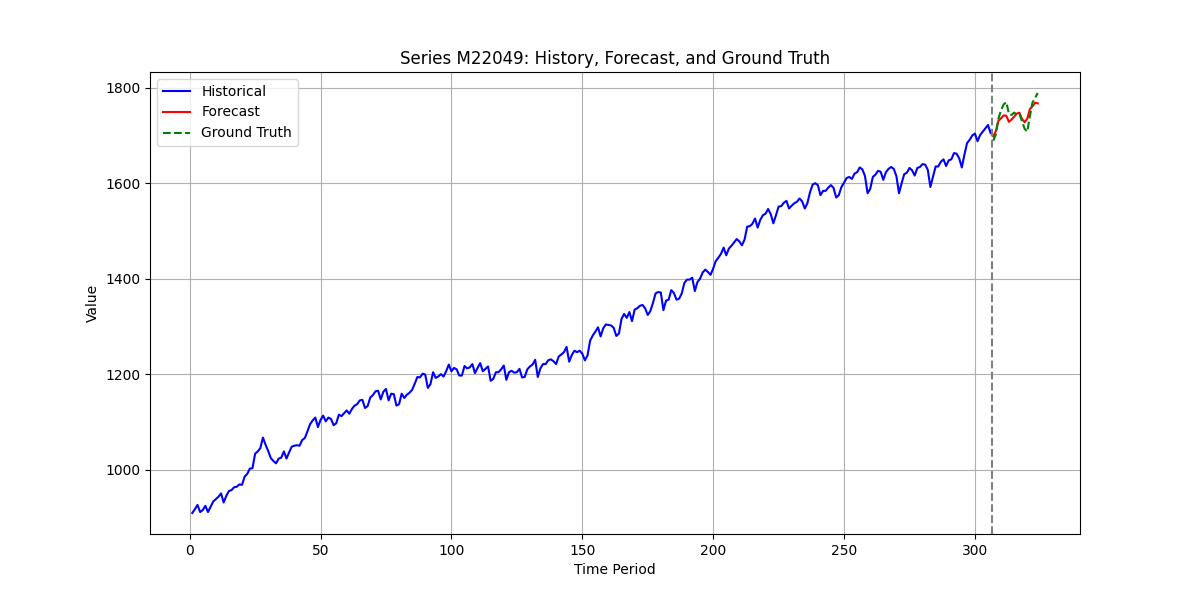 Series M22049: History, Forecast, and Ground Truth
Historical
Forecast
Ground Truth
Value
1800
1600
1400
1200
1000
0 50 100 150 200 250 300
Time Period